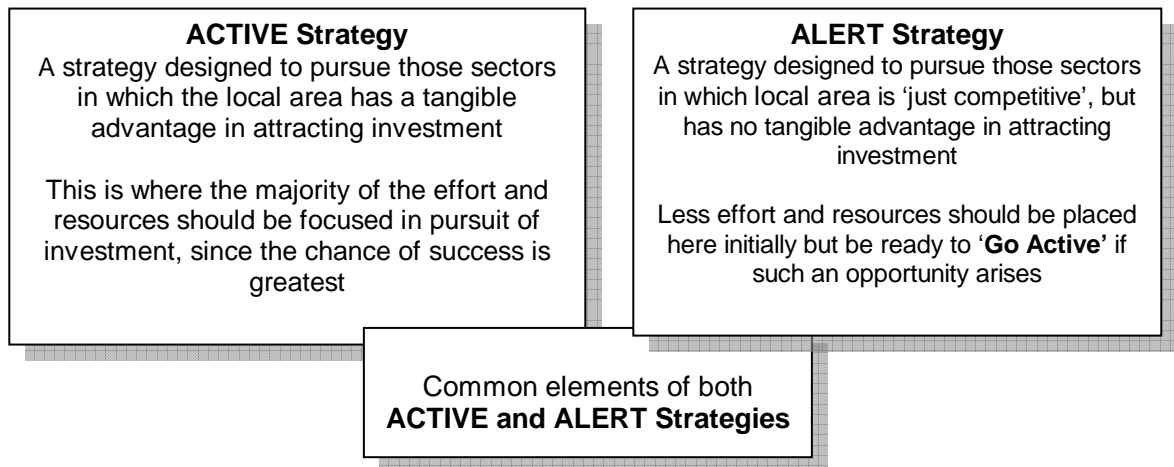 ACTIVE Strategy
A strategy designed to pursue those sectors
in which the local area has a tangible
advantage in attracting investment
This is where the majority of the effort and
resources should be focused in pursuit of
investment, since the chance of success is
greatest
ALERT Strategy
A strategy designed to pursue those sectors
in which local area is ‘just competitive’, but
has no tangible advantage in attracting
investment
Less effort and resources should be placed
here initially but be ready to ‘Go Active’ if
such an opportunity arises
Common elements of both
ACTIVE and ALERT Strategies